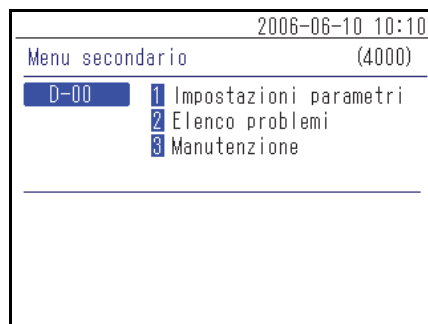 2006-06-10 10:10
Menu secondario (4000)
D-00 1 Impostazioni parametri
2 Elenco problemi
3 Manutenzione